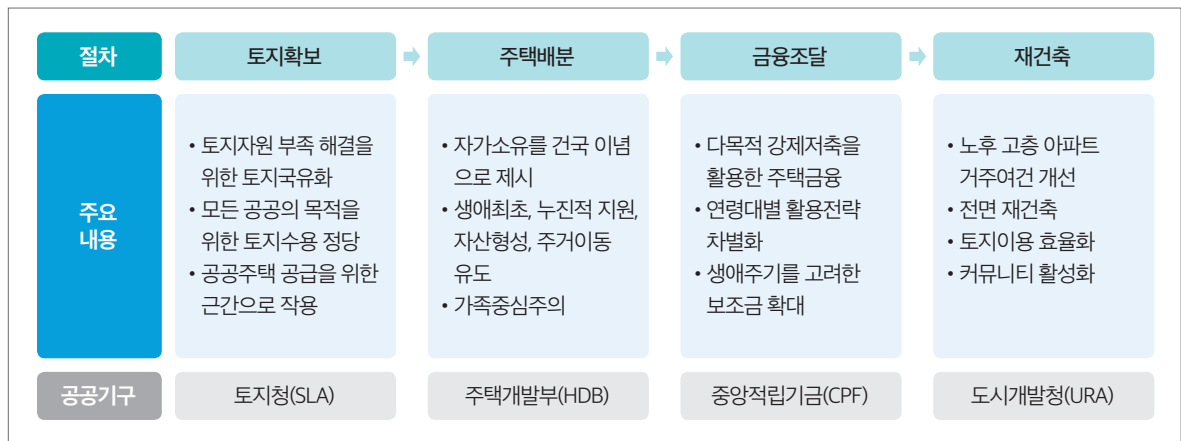 절차
토지확보
주택배분
금융조달
재건축
주요
내용
• 토지자원 부족 해결을
위한 토지국유화
• 모든 공공의 목적을
위한 토지수용 정당
• 공공주택 공급을 위한
근간으로 작용
• 자가소유를 건국 이념
으로 제시
• 생애최초, 누진적 지원,
자산형성, 주거이동
유도
• 가족중심주의
• 다목적 강제저축을
활용한 주택금융
• 연령대별 활용전략
차별화
• 생애주기를 고려한
보조금 확대
• 노후 고층 아파트
거주여건 개선
• 전면 재건축
• 토지이용 효율화
• 커뮤니티 활성화
공공기구
토지청(SLA)
주택개발부(HDB)
중앙적립기금(CPF)
도시개발청(URA)